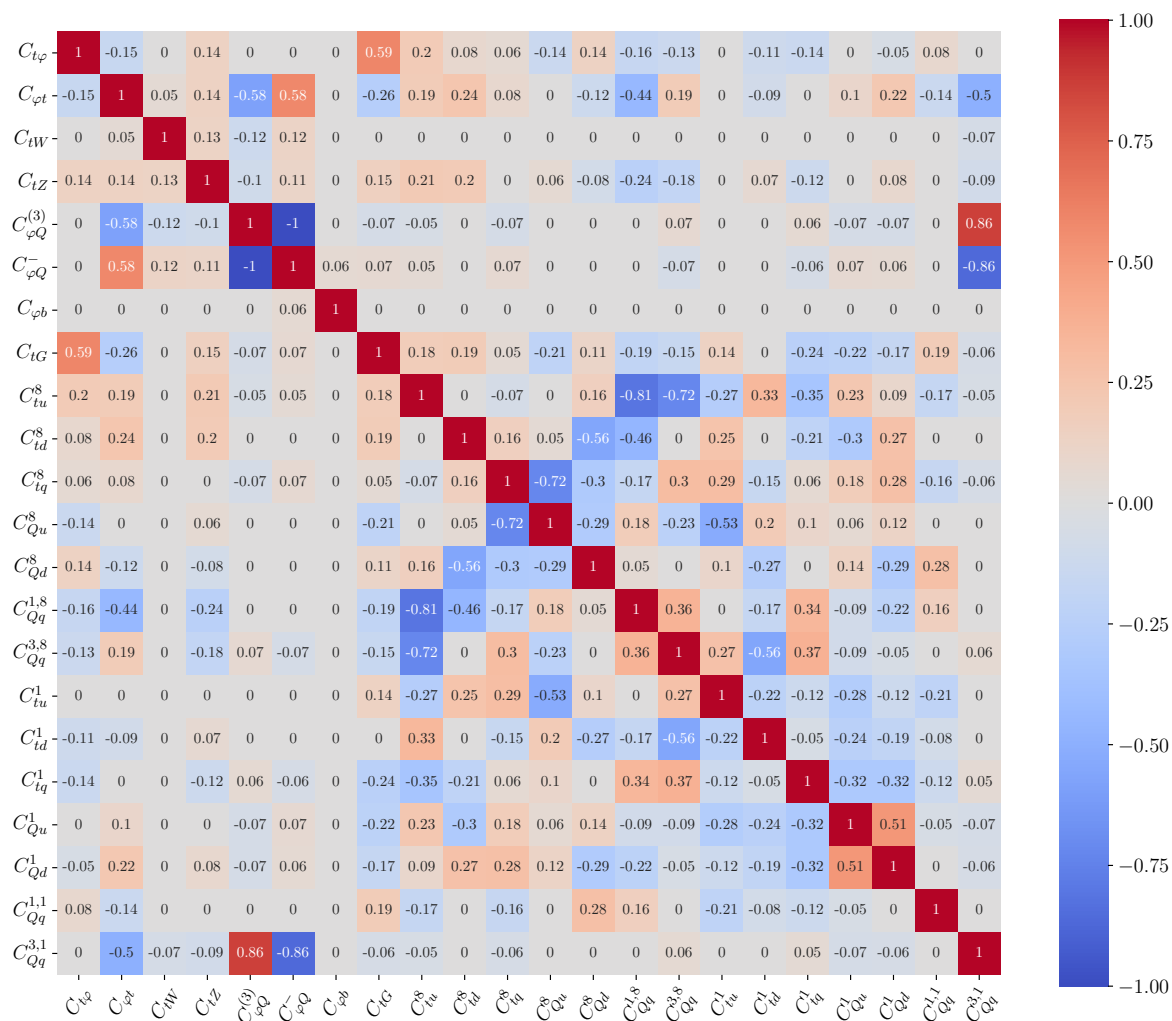 C_{tφ} 1 -0.15 0 0.14 0 0 0 0.59 0.2 0.08 0.06 -0.14 0.14 -0.16 -0.13 0 -0.11 -0.14 0 -0.05 0.08 0
C_{φt} -0.15 1 0.05 0.14 -0.58 0.58 0 -0.26 0.19 0.24 0.08 0 -0.12 -0.44 0.19 0 -0.09 0 0.1 0.22 -0.14 -0.5
C_{tW} 0 0.05 1 0.13 -0.12 0.12 0 0 0 0 0 0 0 0 0 0 0 0 0 0 0 -0.07
C_{tZ} 0.14 0.14 0.13 1 -0.1 0.11 0 0.15 0.21 0.2 0 0.06 -0.08 -0.24 -0.18 0 0.07 -0.12 0 0.08 0 -0.09
C_{φQ}^{(3)} 0 -0.58 -0.12 -0.1 1 -1 0 -0.07 -0.05 0 -0.07 0 0 0 0.07 0 0 0.06 -0.07 -0.07 0 0.86
C_{φQ}^{-} 0 0.58 0.12 0.11 -1 1 0.06 0.07 0.05 0 0.07 0 0 0 -0.07 0 0 -0.06 0.07 0.06 0 -0.86
C_{φb} 0 0 0 0 0 0.06 1 0 0 0 0 0 0 0 0 0 0 0 0 0 0 0
C_{tG} 0.59 -0.26 0 0.15 -0.07 0.07 0 1 0.18 0.19 0.05 -0.21 0.11 -0.19 -0.15 0.14 0 -0.24 -0.22 -0.17 0.19 -0.06
C_{tu}^{8} 0.2 0.19 0 0.21 -0.05 0.05 0 0.18 1 0 -0.07 0 0.16 -0.81 -0.72 -0.27 0.33 -0.35 0.23 0.09 -0.17 -0.05
C_{td}^{8} 0.08 0.24 0 0.2 0 0 0 0.19 0 1 0.16 0.05 -0.56 -0.46 0 0.25 0 -0.21 -0.3 0.27 0 0
C_{tq}^{8} 0.06 0.08 0 0 -0.07 0.07 0 0.05 -0.07 0.16 1 -0.72 -0.3 -0.17 0.3 0.29 -0.15 0.06 0.18 0.28 -0.16 -0.06
C_{Qu}^{8} -0.14 0 0 0.06 0 0 0 -0.21 0 0.05 -0.72 1 -0.29 0.18 -0.23 -0.53 0.2 0.1 0.06 0.12 0 0
C_{Qd}^{8} 0.14 -0.12 0 -0.08 0 0 0 0.11 0.16 -0.56 -0.3 -0.29 1 0.05 0 0.1 -0.27 0 0.14 -0.29 0.28 0
C_{Qq}^{1,8} -0.16 -0.44 0 -0.24 0 0 0 -0.19 -0.81 -0.46 -0.17 0.18 0.05 1 0.36 0 -0.17 0.34 -0.09 -0.22 0.16 0
C_{Qq}^{3,8} -0.13 0.19 0 -0.18 0.07 -0.07 0 -0.15 -0.72 0 0.3 -0.23 0 0.36 1 0.27 -0.56 0.37 -0.09 -0.05 0 0.06
C_{tu}^{1} 0 0 0 0 0 0 0 0.14 -0.27 0.25 0.29 -0.53 0.1 0 0.27 1 -0.22 -0.12 -0.28 -0.12 -0.21 0
C_{td}^{1} -0.11 -0.09 0 0.07 0 0 0 0 0.33 0 -0.15 0.2 -0.27 -0.17 -0.56 -0.22 1 -0.05 -0.24 -0.19 -0.08 0
C_{tq}^{1} -0.14 0 0 -0.12 0.06 -0.06 0 -0.24 -0.35 -0.21 0.06 0.1 0 0.34 0.37 -0.12 -0.05 1 -0.32 -0.32 -0.12 0.05
C_{Qu}^{1} 0 0.1 0 0 -0.07 0.07 0 -0.22 0.23 -0.3 0.18 0.06 0.14 -0.09 -0.09 -0.28 -0.24 -0.32 1 0.51 -0.05 -0.07
C_{Qd}^{1} -0.05 0.22 0 0.08 -0.07 0.06 0 -0.17 0.09 0.27 0.28 0.12 -0.29 -0.22 -0.05 -0.12 -0.19 -0.32 0.51 1 0 -0.06
C_{Qq}^{1,1} 0.08 -0.14 0 0 0 0 0 0.19 -0.17 0 -0.16 0 0.28 0.16 0 -0.21 -0.08 -0.12 -0.05 0 1 0
C_{Qq}^{3,1} 0 -0.5 -0.07 -0.09 0.86 -0.86 0 -0.06 -0.05 0 -0.06 0 0 0 0.06 0 0 0.05 -0.07 -0.06 0 1
C_{tφ} C_{φt} C_{tW} C_{tZ} C_{φQ}^{(3)} C_{φQ}^{-} C_{φb} C_{tG} C_{tu}^{8} C_{td}^{8} C_{tq}^{8} C_{Qu}^{8} C_{Qd}^{8} C_{Qq}^{1,8} C_{Qq}^{3,8} C_{tu}^{1} C_{td}^{1} C_{tq}^{1} C_{Qu}^{1} C_{Qd}^{1} C_{Qq}^{1,1} C_{Qq}^{3,1}
1.00
0.75
0.50
0.25
0.00
−0.25
−0.50
−0.75
−1.00